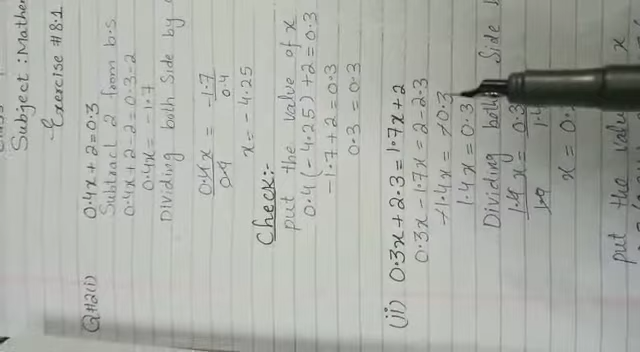 Subject : Mathe
Exercise #8.1
Q#2(i) 0.4x + 2 = 0.3
Subtract 2 from b.s
0.4x + 2 - 2 = 0.3 - 2
0.4x = -1.7
Dividing both side by
0.4x/0.4 = -1.7/0.4
x = -4.25
Check:-
put the value of x
0.4(-4.25) + 2 = 0.3
-1.7 + 2 = 0.3
0.3 = 0.3
(ii) 0.3x + 2.3 = 1.7x + 2
0.3x - 1.7x = 2 - 2.3
-1.4x = -0.3
1.4x = 0.3
Dividing both Side
1.4x/1.4 = 0.3/1.4
x = 0.
put the value x